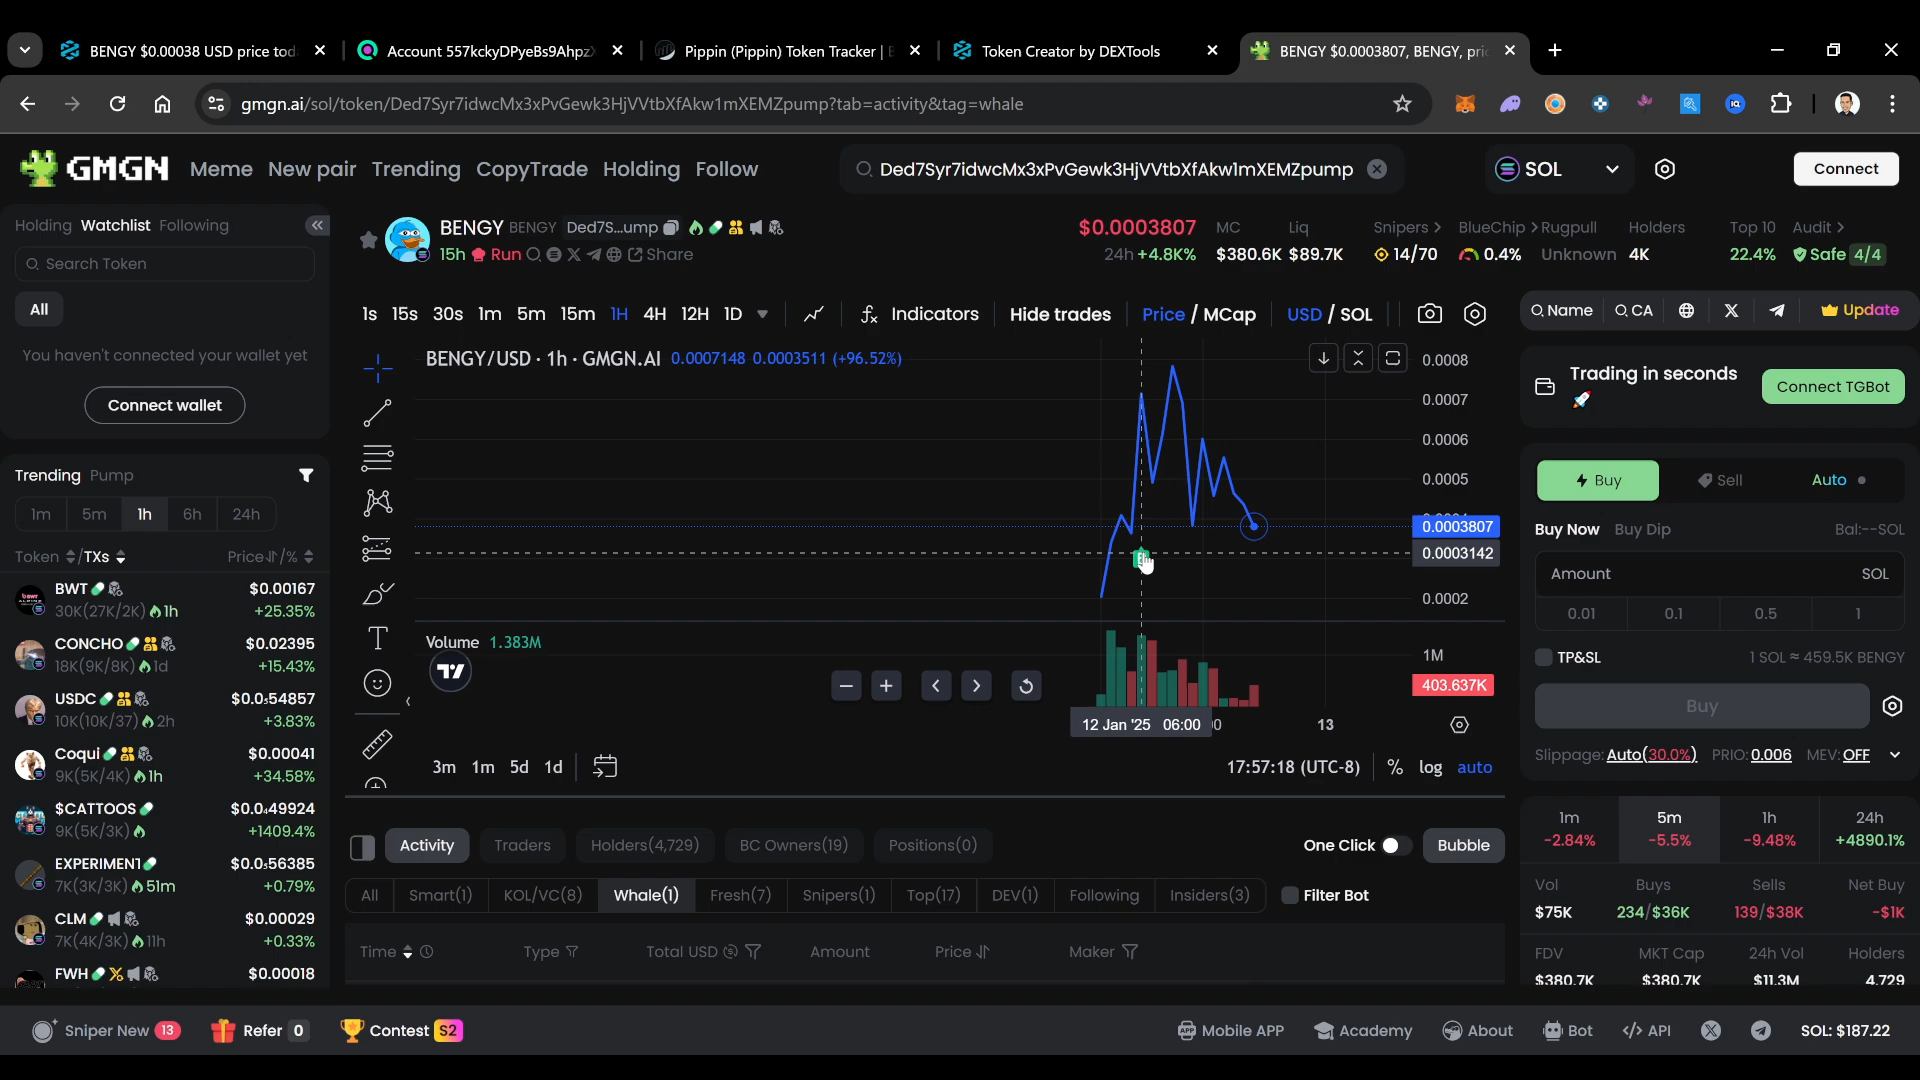 BENGY $0.00038 USD price tod
Account 557kckyDPyeBs9Ahpz
Pippin (Pippin) Token Tracker |
Token Creator by DEXTools
BENGY $0.0003807, BENGY, pri
gmgn.ai/sol/token/Ded7Syr7idwcMx3xPvGewk3HjVVtbXfAkw1mXEMZpump?tab=activity&tag=whale
GMGN Meme New pair Trending CopyTrade Holding Follow
Ded7Syr7idwcMx3xPvGewk3HjVVtbXfAkw1mXEMZpump
SOL
Connect
Holding Watchlist Following
Search Token
All
You haven't connected your wallet yet
Connect wallet
BENGY BENGY Ded7S...ump
15h Run Share
$0.0003807
24h +4.8K%
MC Liq Snipers BlueChip Rugpull Holders Top 10 Audit
$380.6K $89.7K 14/70 0.4% Unknown 4K 22.4% Safe 4/4
1s 15s 30s 1m 5m 15m 1H 4H 12H 1D Indicators Hide trades Price / MCap USD / SOL
BENGY/USD · 1h · GMGN.AI 0.0007148 0.0003511 (+96.52%)
0.0008
0.0007
0.0006
0.0005
0.0003807
0.0003142
0.0002
Volume 1.383M
1M
403.637K
12 Jan '25 06:00
13
3m 1m 5d 1d
17:57:18 (UTC-8) % log auto
Name CA Update
Trading in seconds
Connect TGBot
Buy Sell Auto
Buy Now Buy Dip Bal:--SOL
Amount SOL
0.01 0.1 0.5 1
TP&SL 1 SOL ≈ 459.5K BENGY
Buy
Slippage: Auto(30.0%) PRIO: 0.006 MEV: OFF
1m 5m 1h 24h
-2.84% -5.5% -9.48% +4890.1%
Vol Buys Sells Net Buy
$75K 234/$36K 139/$38K -$1K
FDV MKT Cap 24h Vol Holders
$380.7K $380.7K $11.3M 4,729
Trending Pump
1m 5m 1h 6h 24h
Token /TXs Price /%
BWT $0.00167
30K(27K/2K) 1h +25.35%
CONCHO $0.02395
18K(9K/8K) 1d +15.43%
USDC $0.0₃54857
10K(10K/37) 2h +3.83%
Coqui $0.00041
9K(5K/4K) 1h +34.58%
$CATTOOS $0.0₄49924
9K(5K/3K) +1409.4%
EXPERIMENT $0.0₅56385
7K(3K/3K) 51m +0.79%
CLM $0.00029
7K(4K/3K) 11h +0.33%
FWH $0.00018
Activity Traders Holders(4,729) BC Owners(19) Positions(0)
One Click Bubble
All Smart(1) KOL/VC(8) Whale(1) Fresh(7) Snipers(1) Top(17) DEV(1) Following Insiders(3) Filter Bot
Time Type Total USD Amount Price Maker
Sniper New 13 Refer 0 Contest S2
Mobile APP Academy About Bot API SOL: $187.22